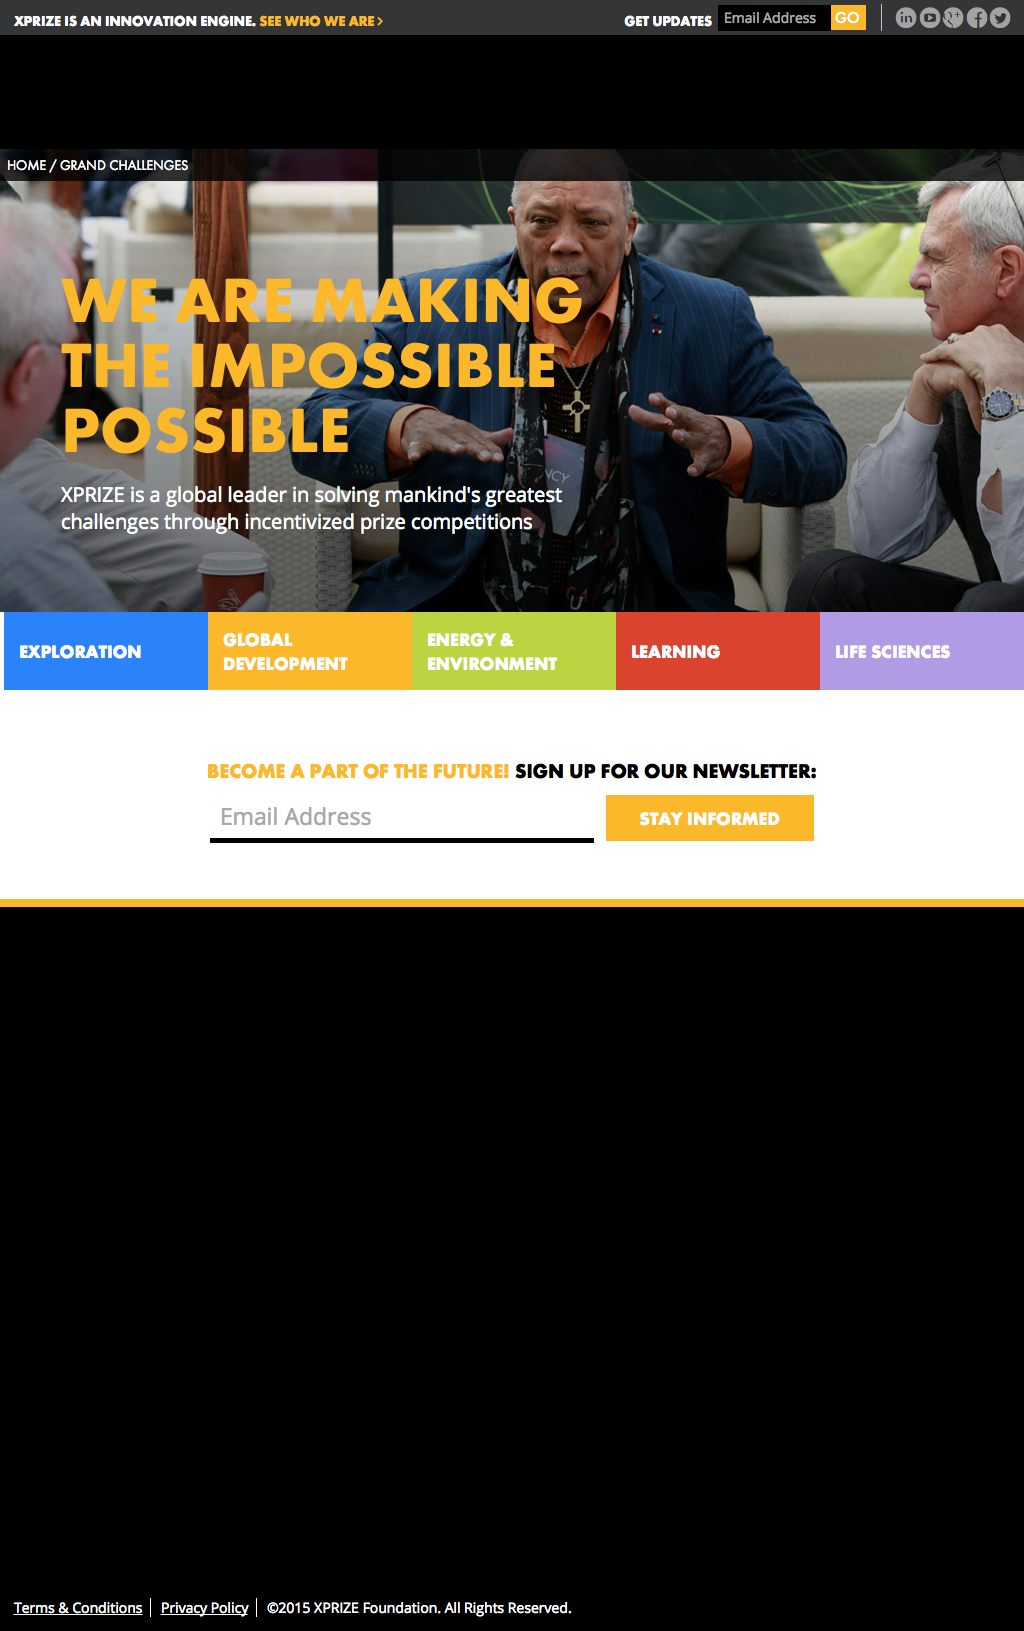 XPRIZE IS AN INNOVATION ENGINE. SEE WHO WE ARE >
GET UPDATES Email Address GO
HOME / GRAND CHALLENGES
WE ARE MAKING
THE IMPOSSIBLE
POSSIBLE
XPRIZE is a global leader in solving mankind's greatest
challenges through incentivized prize competitions
EXPLORATION
GLOBAL
DEVELOPMENT
ENERGY &
ENVIRONMENT
LEARNING
LIFE SCIENCES
BECOME A PART OF THE FUTURE! SIGN UP FOR OUR NEWSLETTER:
Email Address
STAY INFORMED
Terms & Conditions | Privacy Policy | ©2015 XPRIZE Foundation. All Rights Reserved.